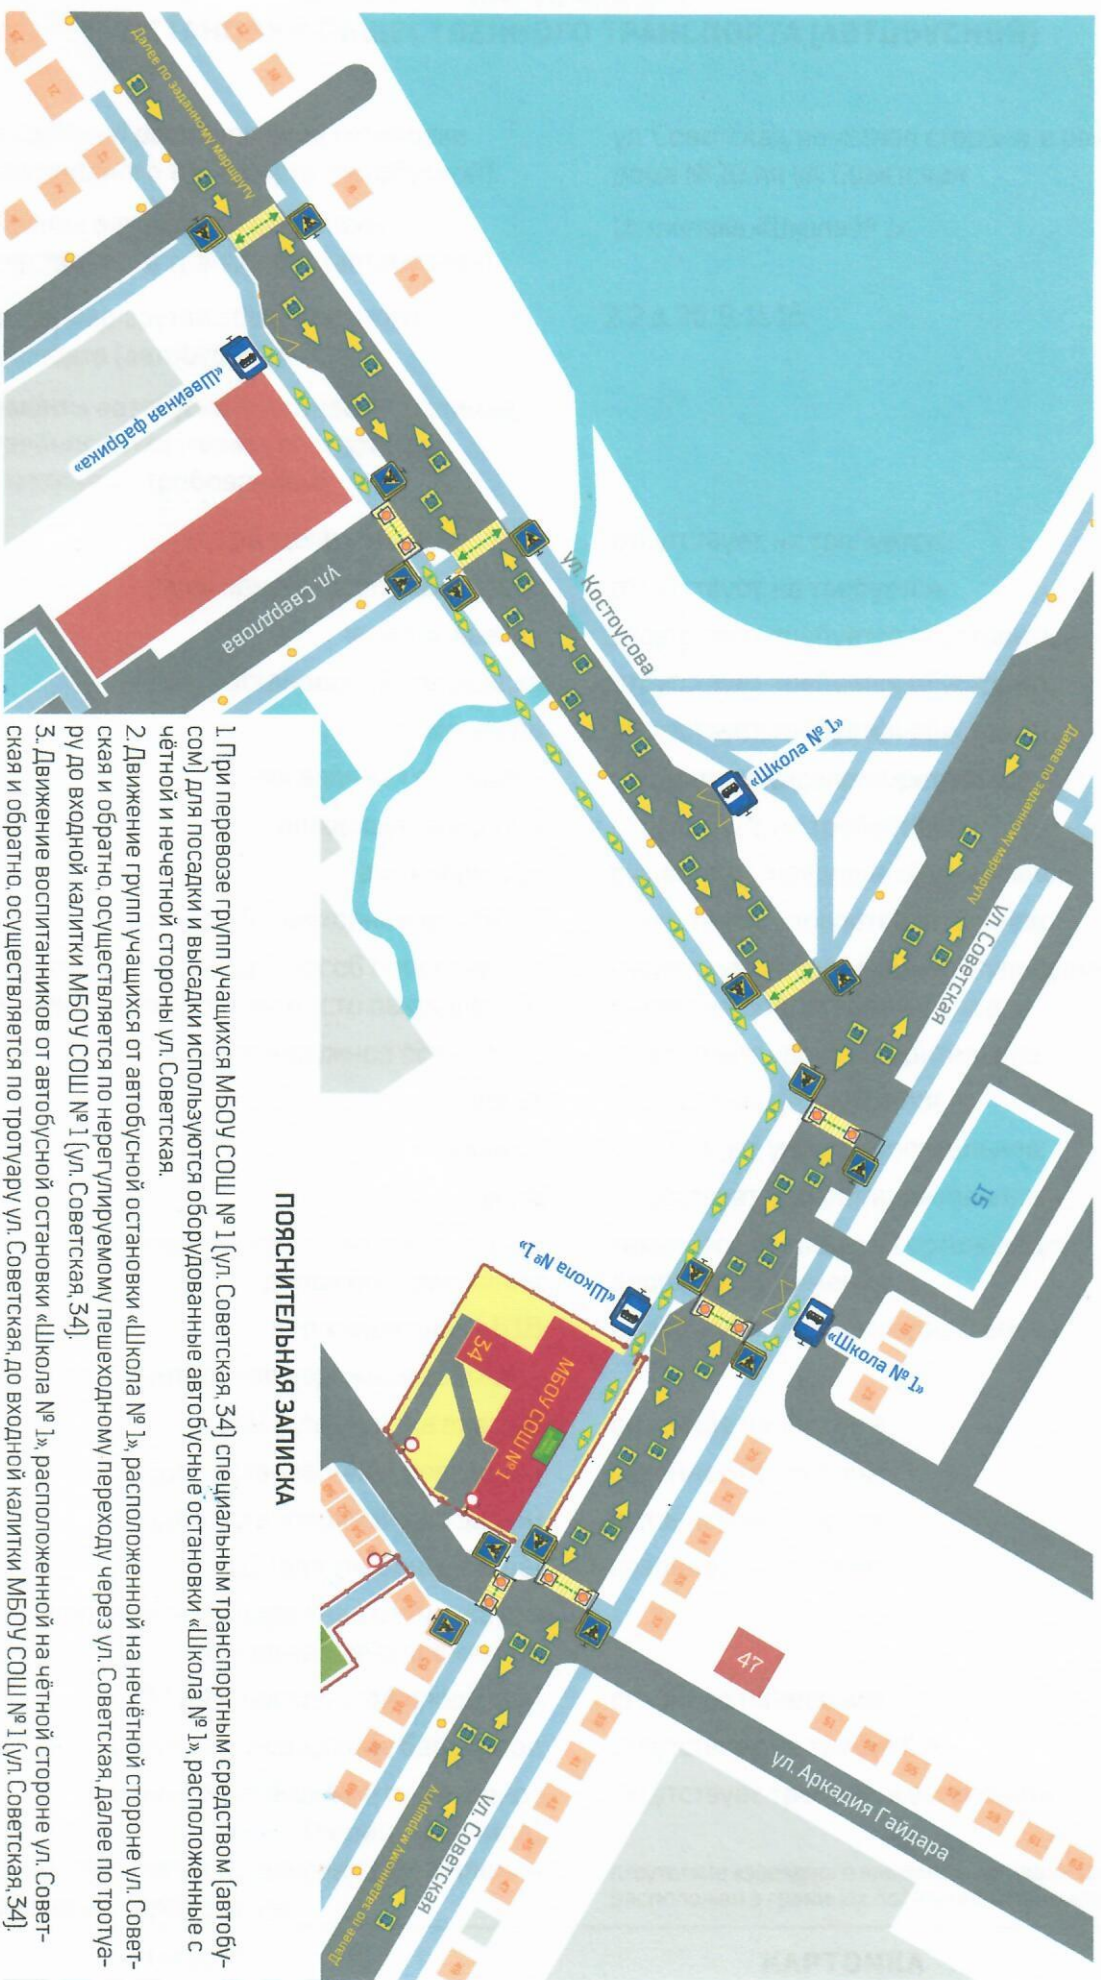 Далее по заданному маршруту
«Швейная фабрика»
ул. Свердлова
ул. Костоусова
«Школа № 1»
Далее по заданному маршруту
ул. Советская
15
«Школа № 1»
«Школа № 1»
МБОУ СОШ № 1
34
47
ул. Аркадия Гайдара
ул. Советская
Далее по заданному маршруту
ПОЯСНИТЕЛЬНАЯ ЗАПИСКА
1. При перевозе групп учащихся МБОУ СОШ № 1 (ул. Советская, 34) специальным транспортным средством (автобу-
сом) для посадки и высадки используются оборудованные автобусные остановки «Школа № 1», расположенные с
чётной и нечетной стороны ул. Советская.
2. Движение групп учащихся от автобусной остановки «Школа № 1», расположенной на нечётной стороне ул. Совет-
ская и обратно, осуществляется по нерегулируемому пешеходному переходу через ул. Советская, далее по тротуа-
ру до входной калитки МБОУ СОШ № 1 (ул. Советская, 34).
3. Движение воспитанников от автобусной остановки «Школа № 1», расположенной на чётной стороне ул. Совет-
ская и обратно, осуществляется по тротуару ул. Советская, до входной калитки МБОУ СОШ № 1 (ул. Советская, 34).